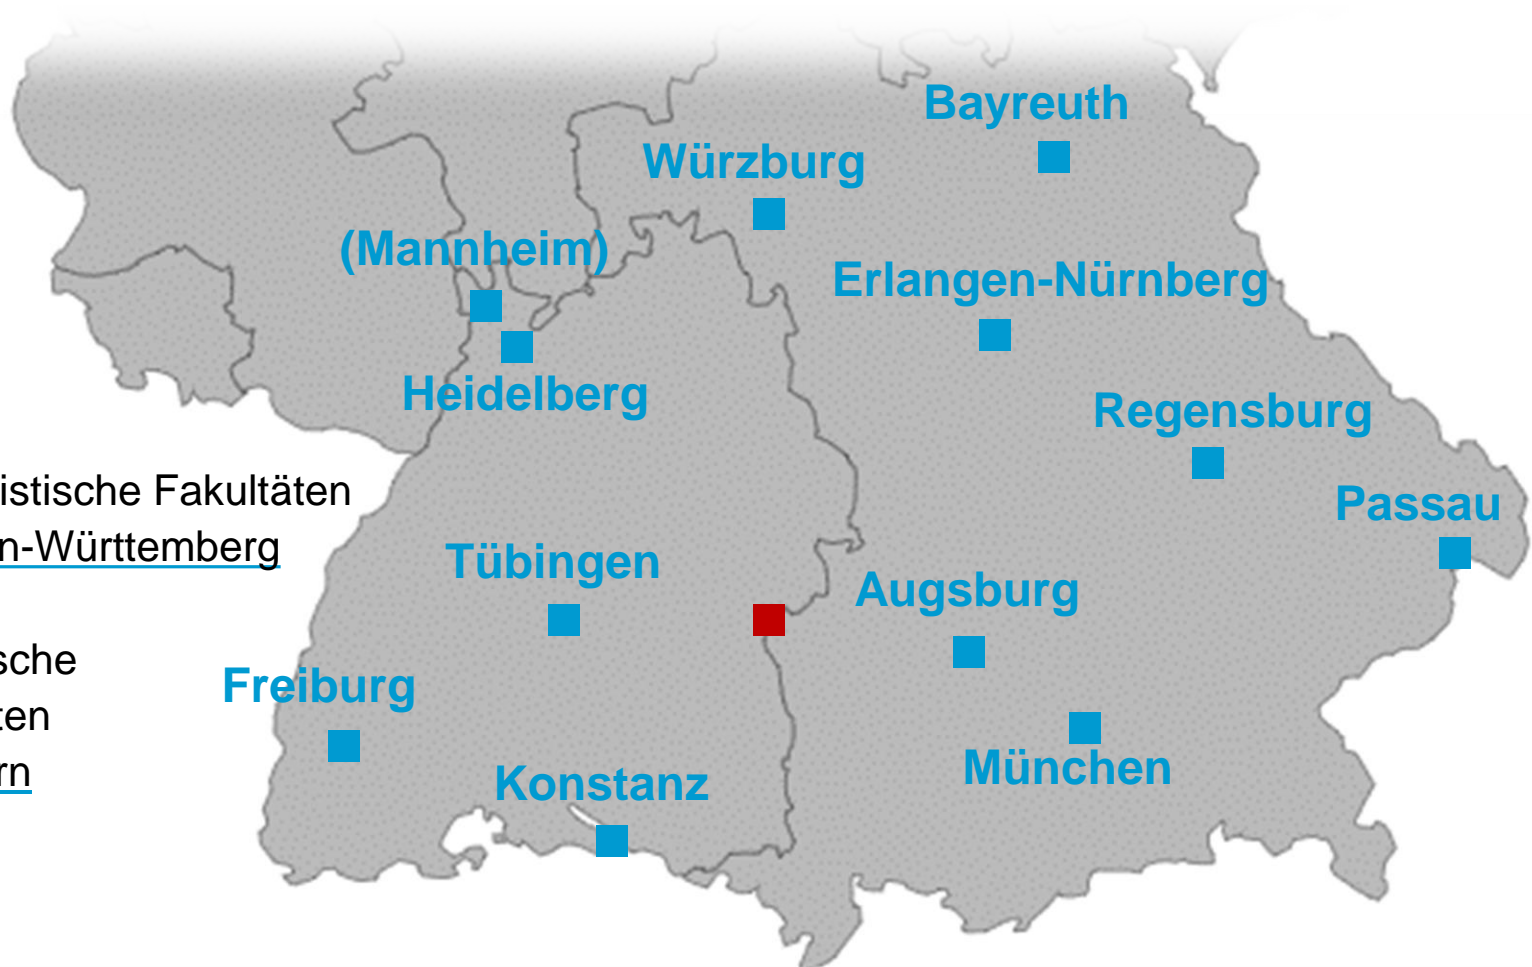 Bayreuth
Würzburg
(Mannheim)
Erlangen-Nürnberg
Heidelberg
Regensburg
istische Fakultäten
Passau
n-Württemberg
Tübingen
Augsburg
sche
Freiburg
ten
München
rn
Konstanz